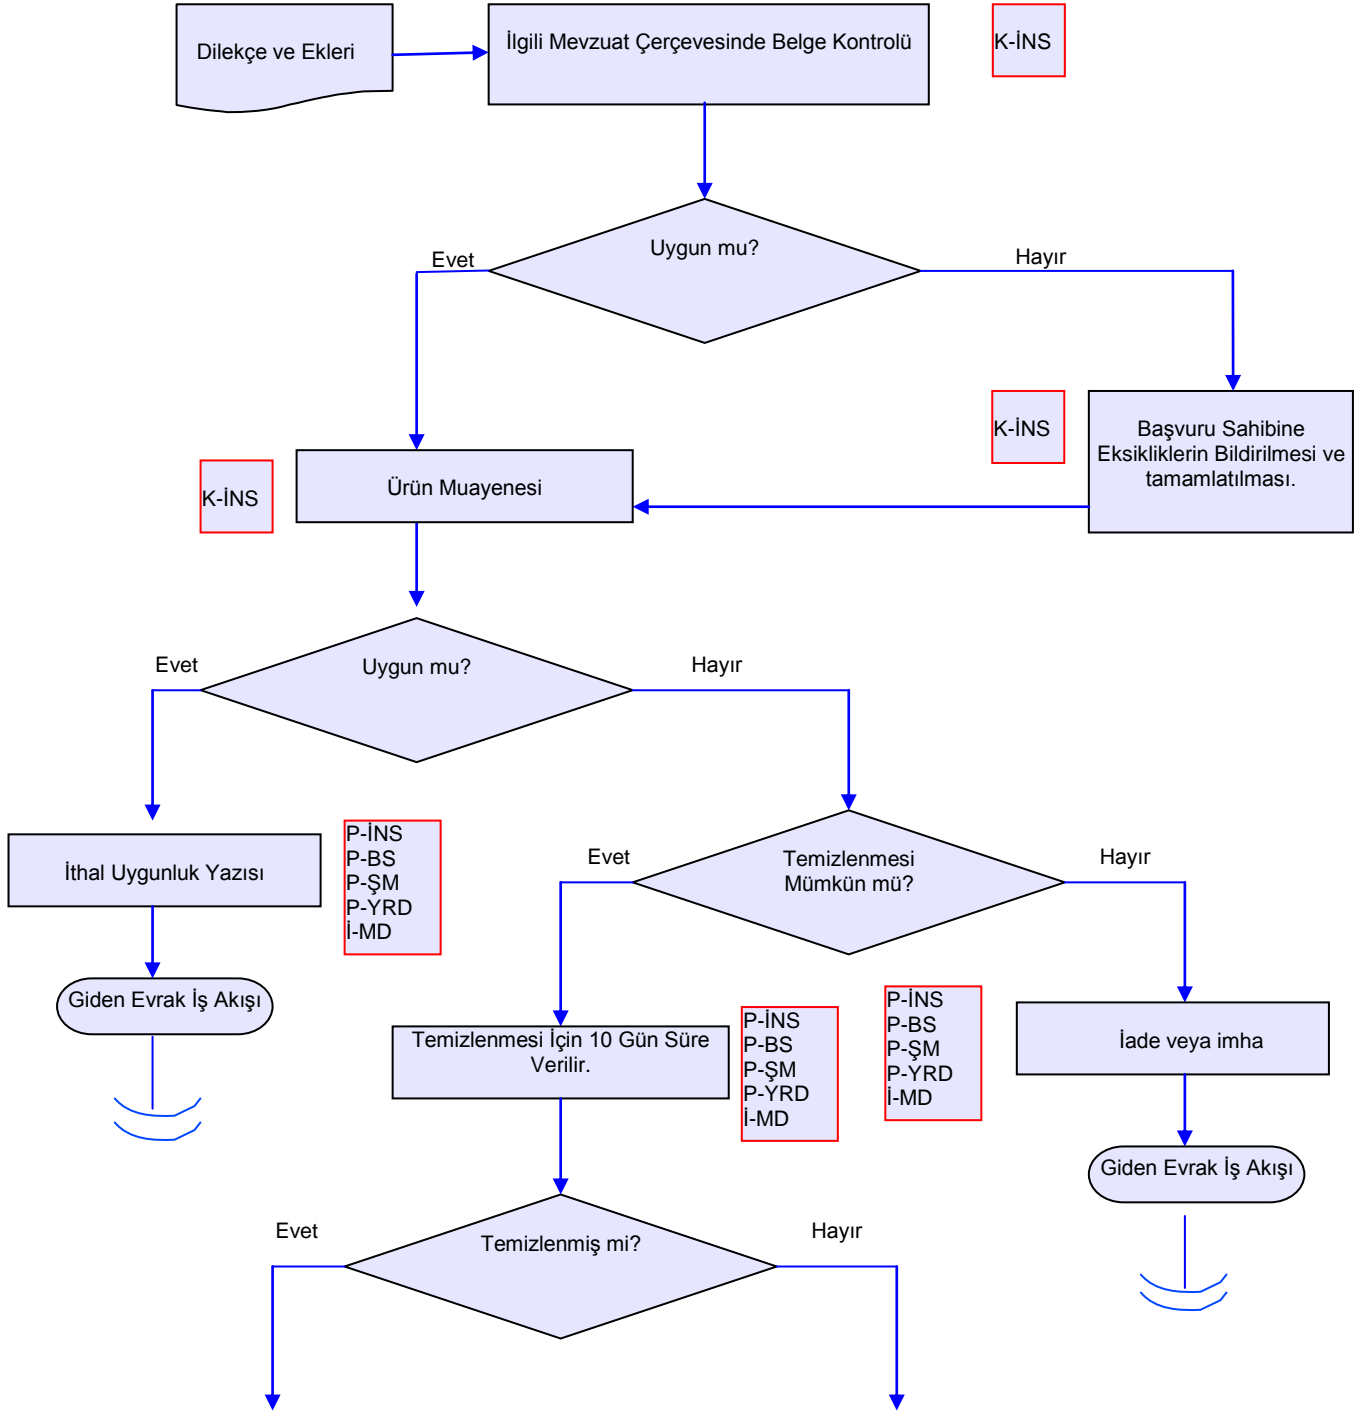 Dilekçe ve Ekleri
İlgili Mevzuat Çerçevesinde Belge Kontrolü
K-İNS
Uygun mu?
Evet
Hayır
K-İNS
Başvuru Sahibine
Eksikliklerin Bildirilmesi ve
tamamlatılması.
K-İNS
Ürün Muayenesi
Evet
Uygun mu?
Hayır
İthal Uygunluk Yazısı
P-İNS
P-BS
P-ŞM
P-YRD
İ-MD
Evet
Temizlenmesi
Mümkün mü?
Hayır
Giden Evrak İş Akışı
Temizlenmesi İçin 10 Gün Süre
Verilir.
P-İNS
P-BS
P-ŞM
P-YRD
İ-MD
P-İNS
P-BS
P-ŞM
P-YRD
İ-MD
İade veya imha
Giden Evrak İş Akışı
Evet
Temizlenmiş mi?
Hayır